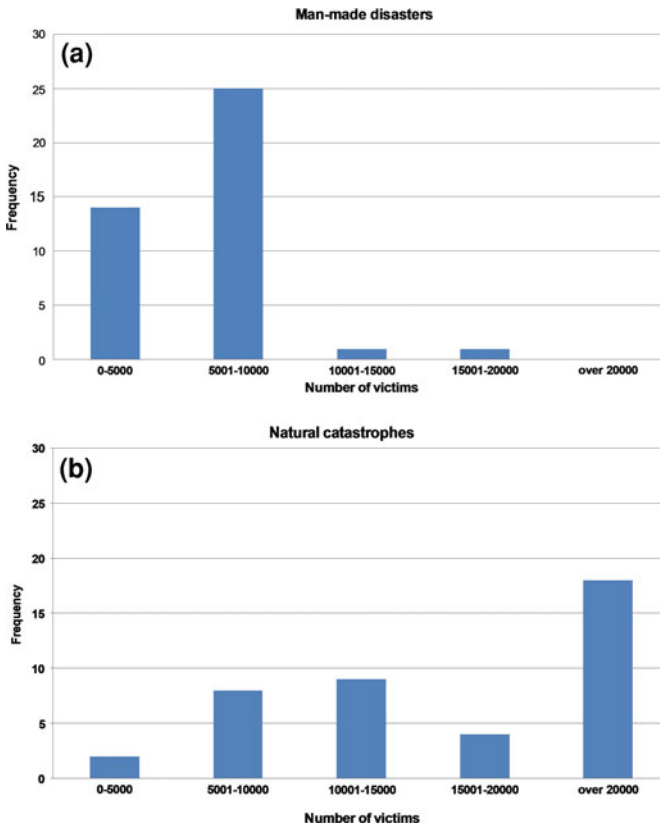 Man-made disasters
(a)
30
25
20
15
10
5
0
Frequency
0-5000 5001-10000 10001-15000 15001-20000 over 20000
Number of victims
Natural catastrophes
(b)
30
25
20
15
10
5
0
Frequency
0-5000 5001-10000 10001-15000 15001-20000 over 20000
Number of victims